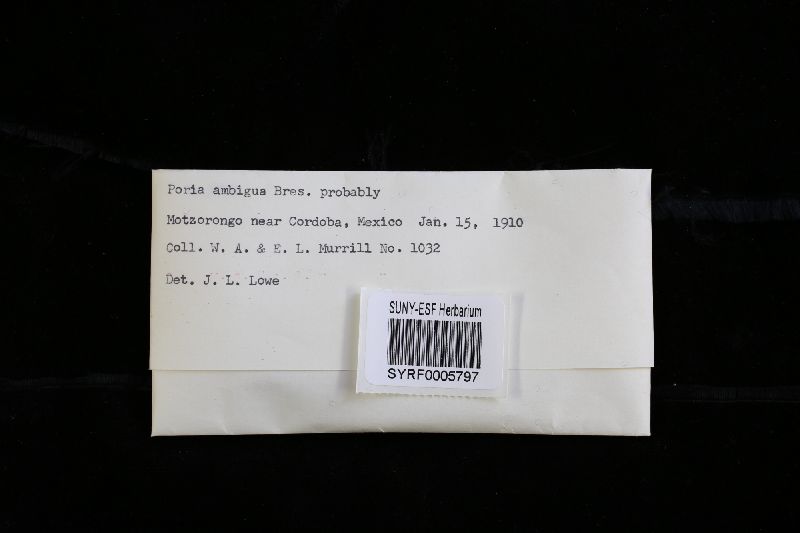 Poria ambigua Bres. probably
Motzorongo near Cordoba, Mexico Jan. 15, 1910
Coll. W. A. & E. L. Murrill No. 1032
Det. J. L. Lowe
SUNY-ESF Herbarium
SYRF0005797